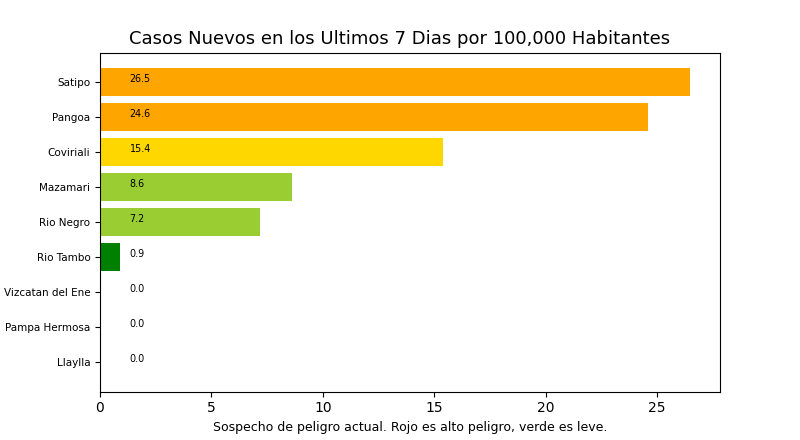 Casos Nuevos en los Ultimos 7 Dias por 100,000 Habitantes
Satipo 26.5
Pangoa 24.6
Coviriali 15.4
Mazamari 8.6
Rio Negro 7.2
Rio Tambo 0.9
Vizcatan del Ene 0.0
Pampa Hermosa 0.0
Llaylla 0.0
0 5 10 15 20 25
Sospecho de peligro actual. Rojo es alto peligro, verde es leve.